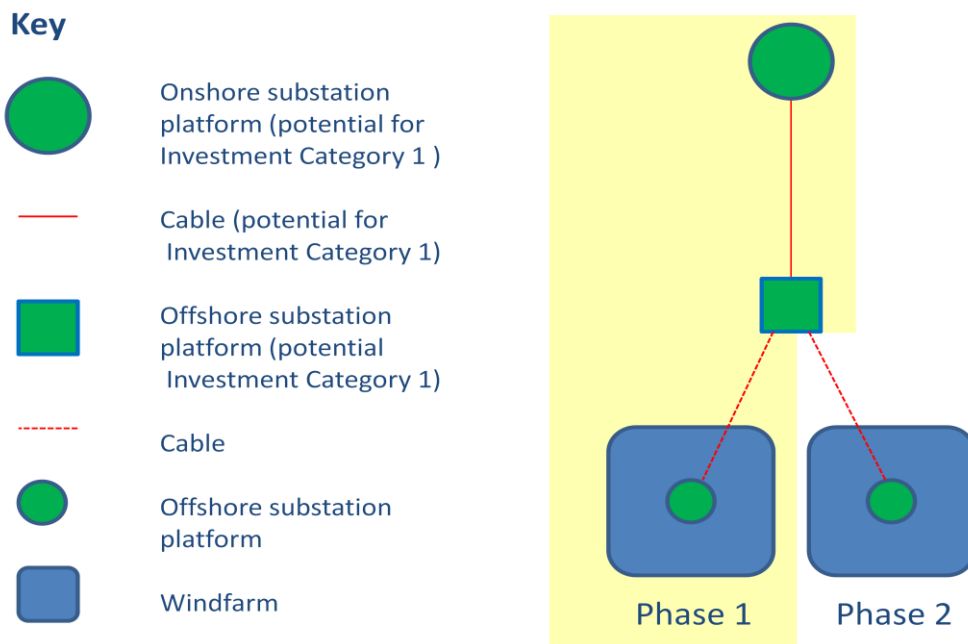 Key
Onshore substation
platform (potential for
Investment Category 1 )
Cable (potential for
Investment Category 1)
Offshore substation
platform (potential
Investment Category 1)
Cable
Offshore substation
platform
Windfarm
Phase 1
Phase 2